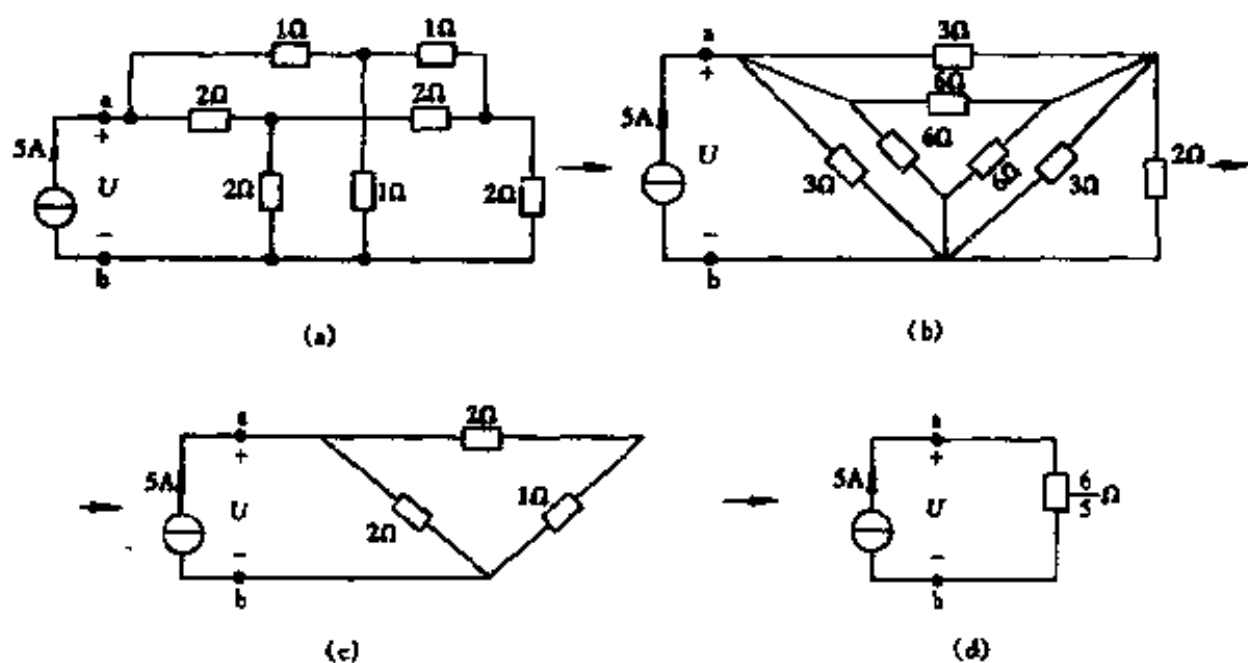 1Ω 1Ω
a 2Ω 2Ω
5A + U − 2Ω 1Ω 2Ω
b
(a)
a 3Ω
+ 6Ω
5A U 6Ω 6Ω 2Ω
3Ω 3Ω
− b
(b)
a 2Ω
+
5A U 2Ω 1Ω
−
b
(c)
a
+
5A U 6/5 Ω
−
b
(d)